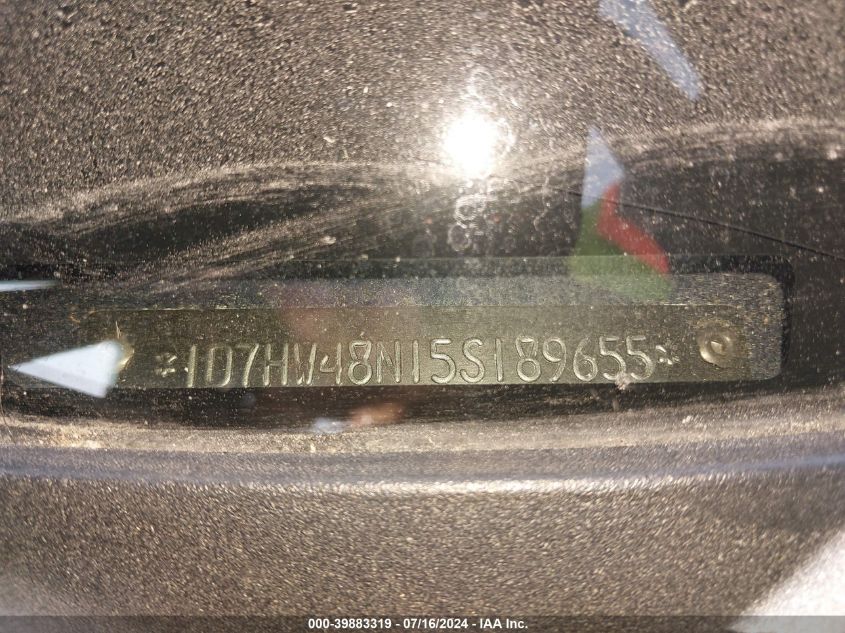 *1D7HW48N15S189655*
000-39883319 - 07/16/2024 - IAA Inc.